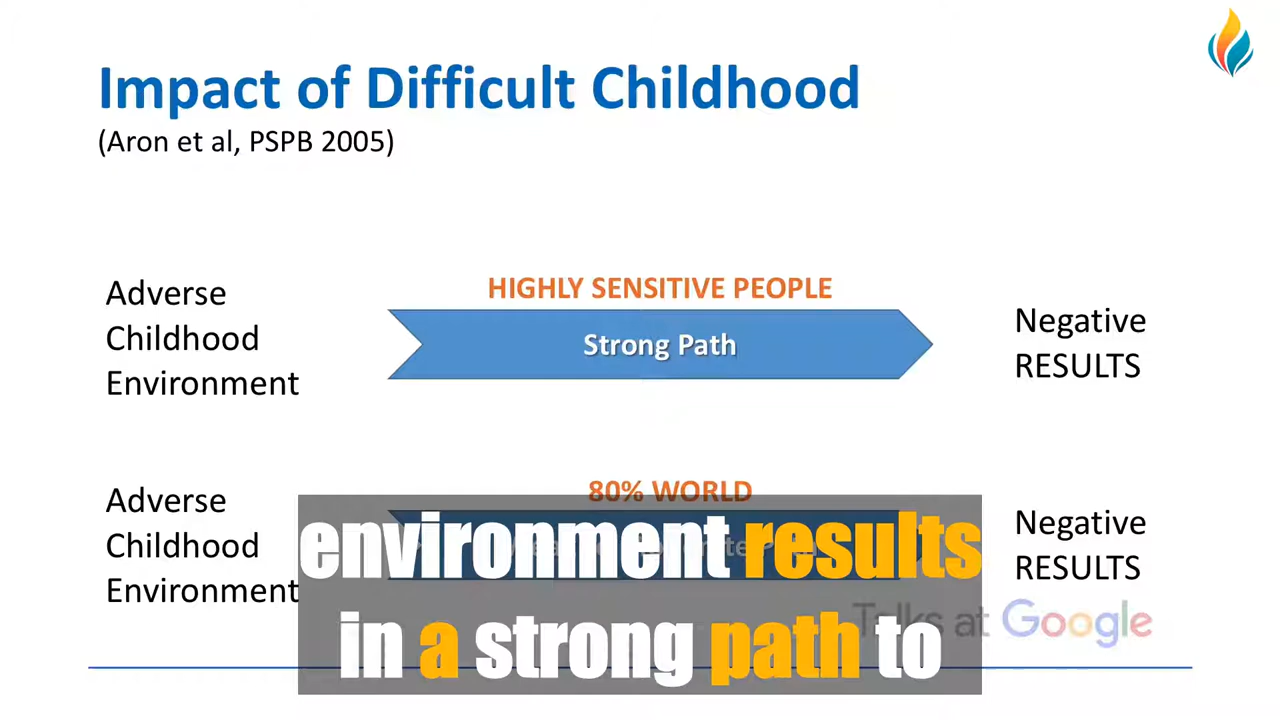 Impact of Difficult Childhood
(Aron et al, PSPB 2005)
Adverse
Childhood
Environment
HIGHLY SENSITIVE PEOPLE
Strong Path
Negative
RESULTS
Adverse
Childhood
Environment
80% WORLD
Negative
RESULTS
environment results
in a strong path to
Talks at Google